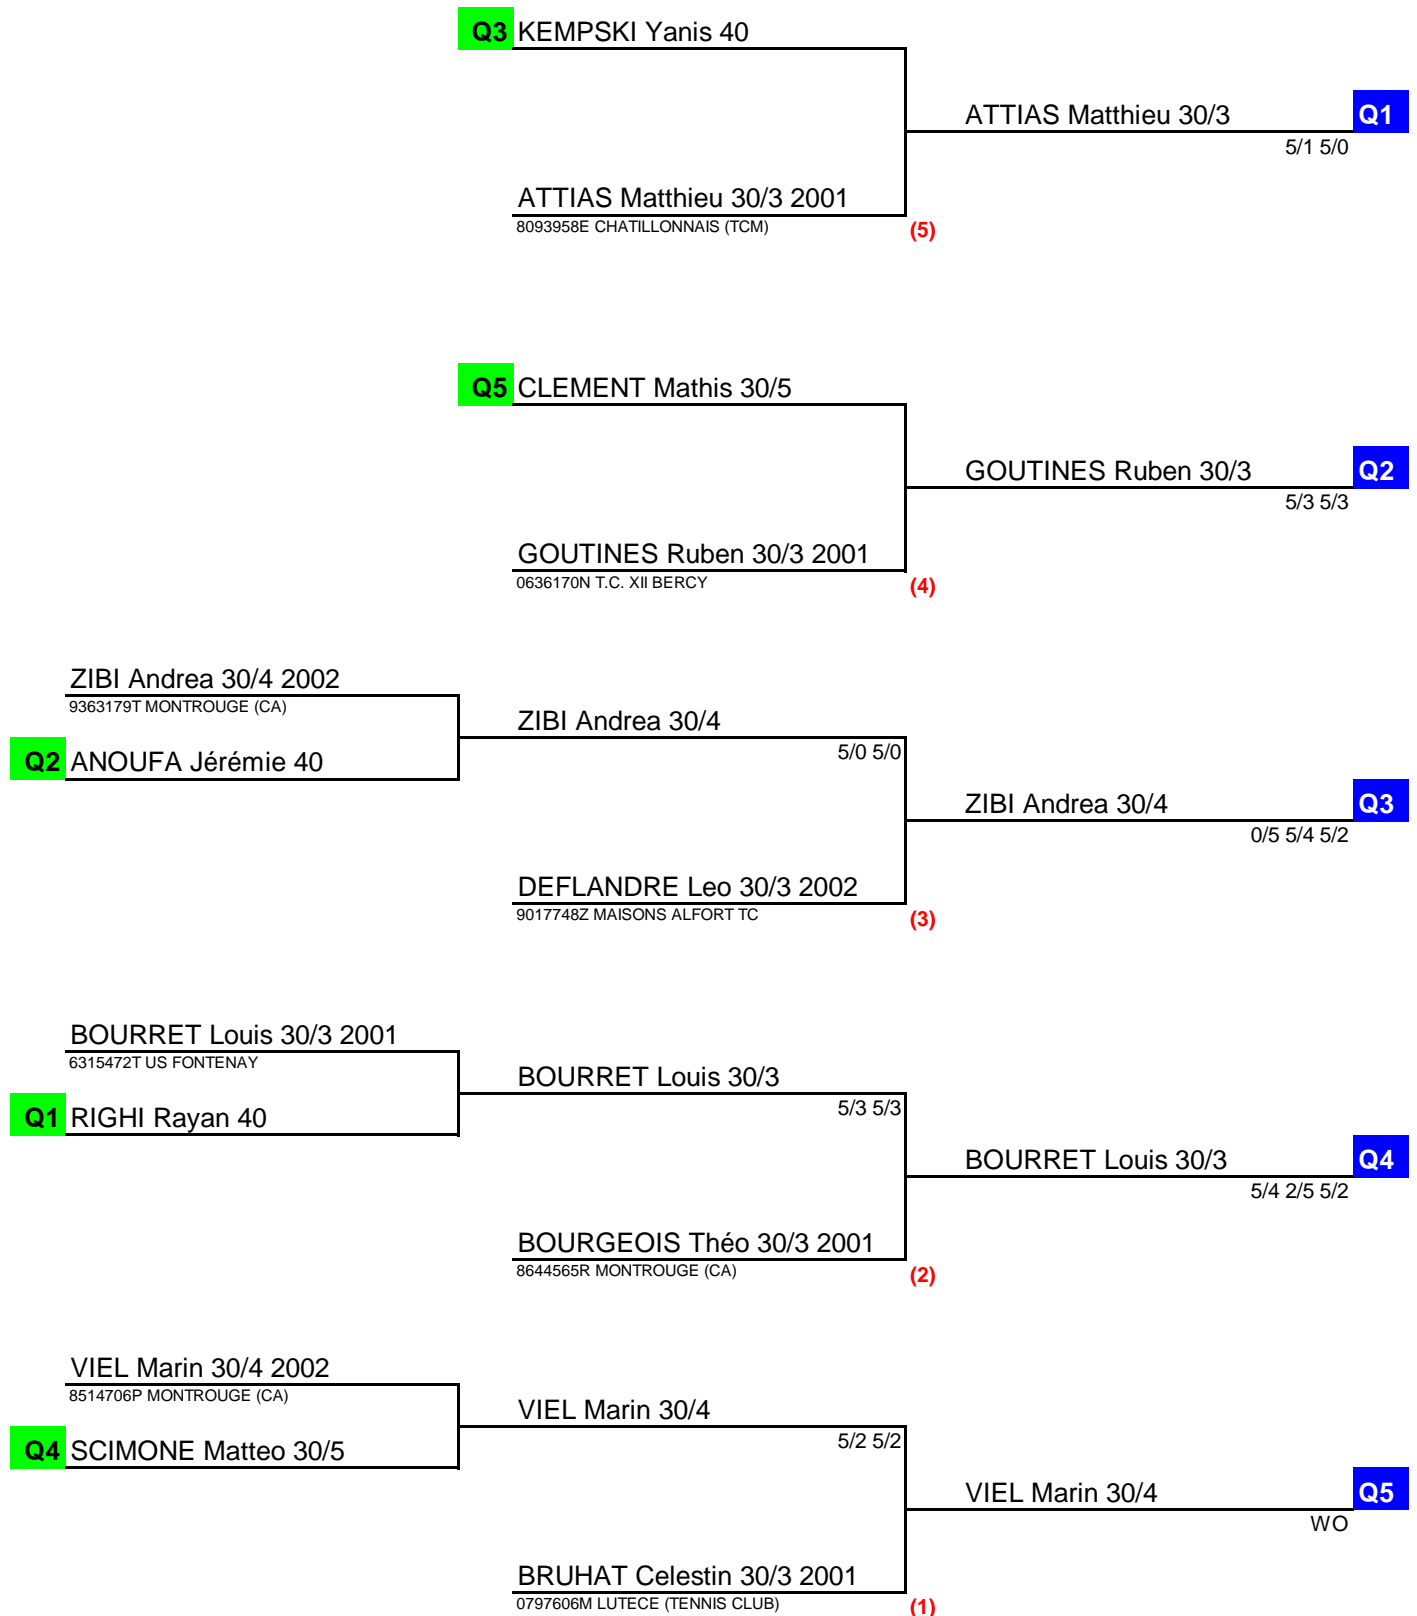 Q3 KEMPSKI Yanis 40
ATTIAS Matthieu 30/3 Q1
5/1 5/0
ATTIAS Matthieu 30/3 2001
8093958E CHATILLONNAIS (TCM)
(5)
Q5 CLEMENT Mathis 30/5
GOUTINES Ruben 30/3 Q2
5/3 5/3
GOUTINES Ruben 30/3 2001
0636170N T.C. XII BERCY
(4)
ZIBI Andrea 30/4 2002
9363179T MONTROUGE (CA)
ZIBI Andrea 30/4
5/0 5/0
Q2 ANOUFA Jérémie 40
ZIBI Andrea 30/4 Q3
0/5 5/4 5/2
DEFLANDRE Leo 30/3 2002
9017748Z MAISONS ALFORT TC
(3)
BOURRET Louis 30/3 2001
6315472T US FONTENAY
BOURRET Louis 30/3
5/3 5/3
Q1 RIGHI Rayan 40
BOURRET Louis 30/3 Q4
5/4 2/5 5/2
BOURGEOIS Théo 30/3 2001
8644565R MONTROUGE (CA)
(2)
VIEL Marin 30/4 2002
8514706P MONTROUGE (CA)
VIEL Marin 30/4
5/2 5/2
Q4 SCIMONE Matteo 30/5
VIEL Marin 30/4 Q5
WO
BRUHAT Celestin 30/3 2001
0797606M LUTECE (TENNIS CLUB)
(1)